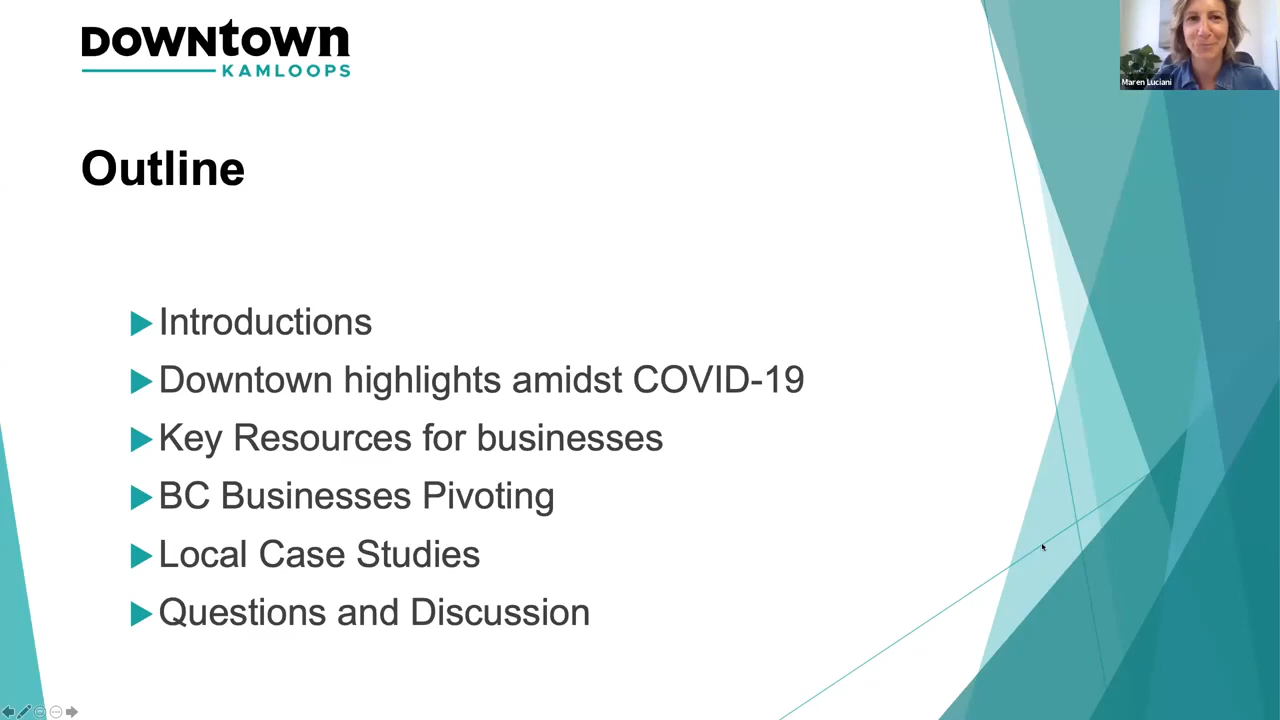 DOWNtown
KAMLOOPS
Maren Luciani
Outline
Introductions
Downtown highlights amidst COVID-19
Key Resources for businesses
BC Businesses Pivoting
Local Case Studies
Questions and Discussion